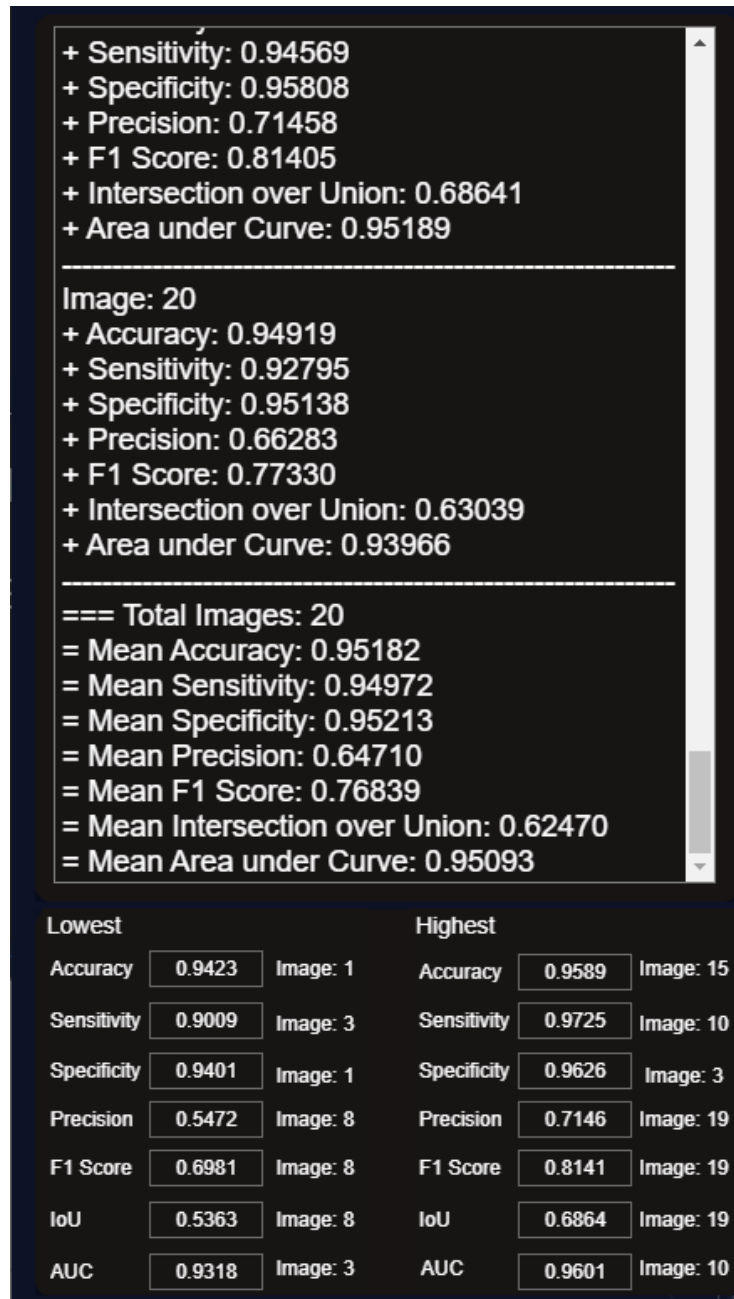 + Sensitivity: 0.94569
+ Specificity: 0.95808
+ Precision: 0.71458
+ F1 Score: 0.81405
+ Intersection over Union: 0.68641
+ Area under Curve: 0.95189
------------------------------------------------------------
Image: 20
+ Accuracy: 0.94919
+ Sensitivity: 0.92795
+ Specificity: 0.95138
+ Precision: 0.66283
+ F1 Score: 0.77330
+ Intersection over Union: 0.63039
+ Area under Curve: 0.93966
------------------------------------------------------------
=== Total Images: 20
= Mean Accuracy: 0.95182
= Mean Sensitivity: 0.94972
= Mean Specificity: 0.95213
= Mean Precision: 0.64710
= Mean F1 Score: 0.76839
= Mean Intersection over Union: 0.62470
= Mean Area under Curve: 0.95093
Lowest
Accuracy 0.9423 Image: 1
Sensitivity 0.9009 Image: 3
Specificity 0.9401 Image: 1
Precision 0.5472 Image: 8
F1 Score 0.6981 Image: 8
IoU 0.5363 Image: 8
AUC 0.9318 Image: 3
Highest
Accuracy 0.9589 Image: 15
Sensitivity 0.9725 Image: 10
Specificity 0.9626 Image: 3
Precision 0.7146 Image: 19
F1 Score 0.8141 Image: 19
IoU 0.6864 Image: 19
AUC 0.9601 Image: 10